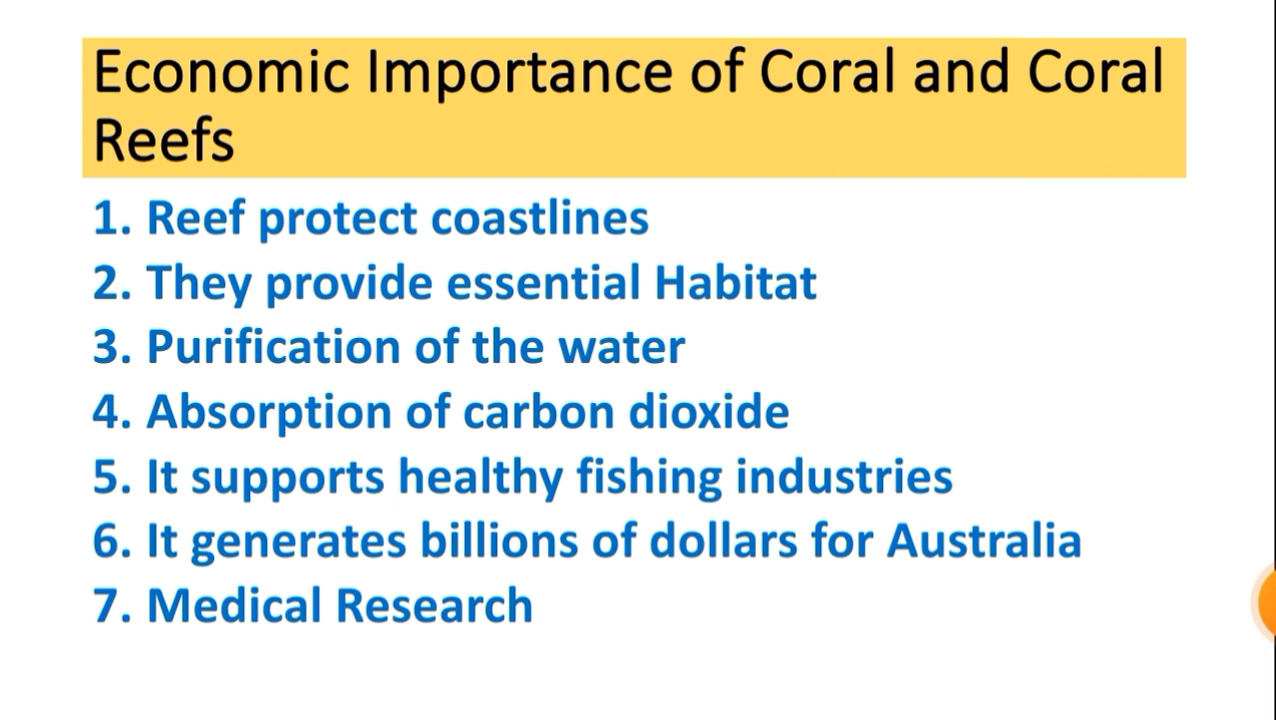 Economic Importance of Coral and Coral
Reefs
1. Reef protect coastlines
2. They provide essential Habitat
3. Purification of the water
4. Absorption of carbon dioxide
5. It supports healthy fishing industries
6. It generates billions of dollars for Australia
7. Medical Research